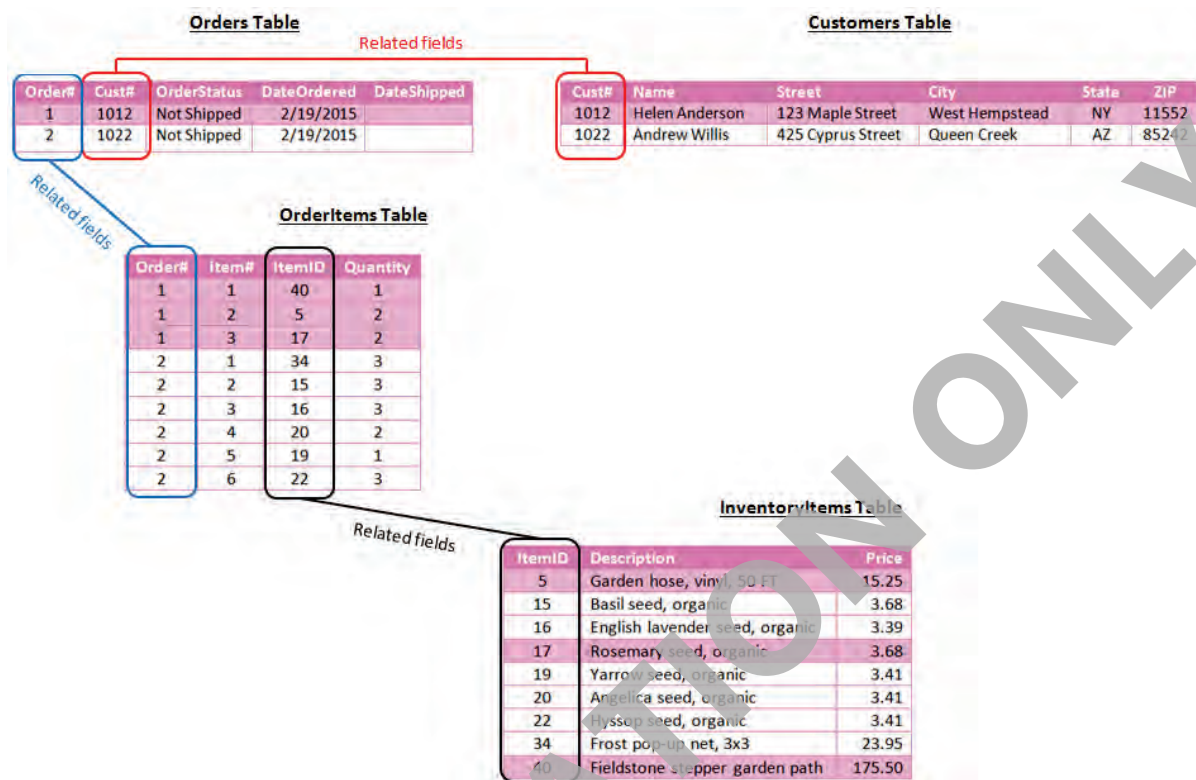 Orders Table
Customers Table
Related fields
Order# Cust# OrderStatus DateOrdered DateShipped
1 1012 Not Shipped 2/19/2015
2 1022 Not Shipped 2/19/2015
Cust# Name Street City State ZIP
1012 Helen Anderson 123 Maple Street West Hempstead NY 11552
1022 Andrew Willis 425 Cyprus Street Queen Creek AZ 85242
Related fields
OrderItems Table
Order# Item# ItemID Quantity
1 1 40 1
1 2 5 2
1 3 17 2
2 1 34 3
2 2 15 3
2 3 16 3
2 4 20 2
2 5 19 1
2 6 22 3
Related fields
InventoryItems Table
ItemID Description Price
5 Garden hose, vinyl, 50 FT 15.25
15 Basil seed, organic 3.68
16 English lavender seed, organic 3.39
17 Rosemary seed, organic 3.68
19 Yarrow seed, organic 3.41
20 Angelica seed, organic 3.41
22 Hyssop seed, organic 3.41
34 Frost pop-up net, 3x3 23.95
40 Fieldstone stepper garden path 175.50
TION ONLY